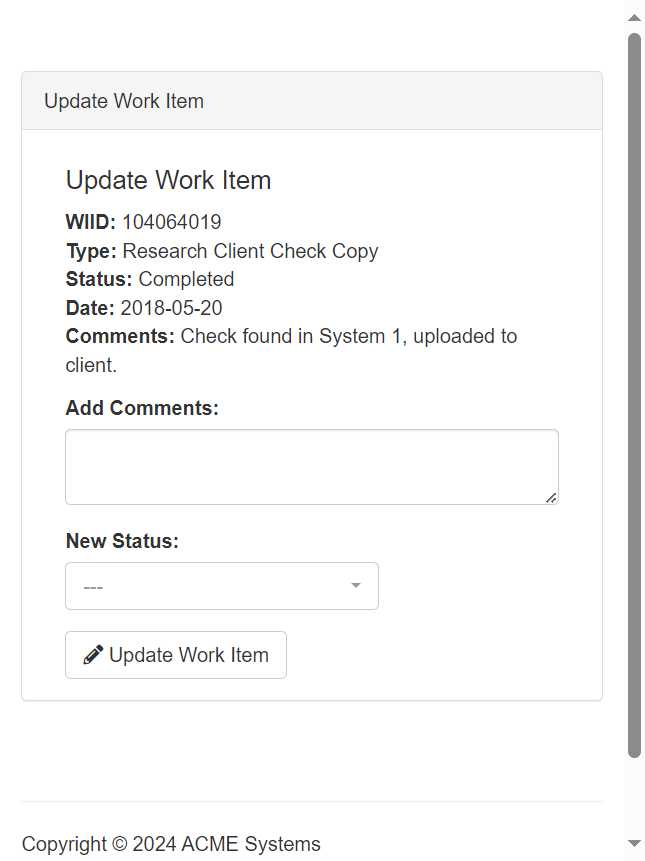 Update Work Item
Update Work Item
WIID: 104064019
Type: Research Client Check Copy
Status: Completed
Date: 2018-05-20
Comments: Check found in System 1, uploaded to
client.
Add Comments:
New Status:
---
Update Work Item
Copyright © 2024 ACME Systems